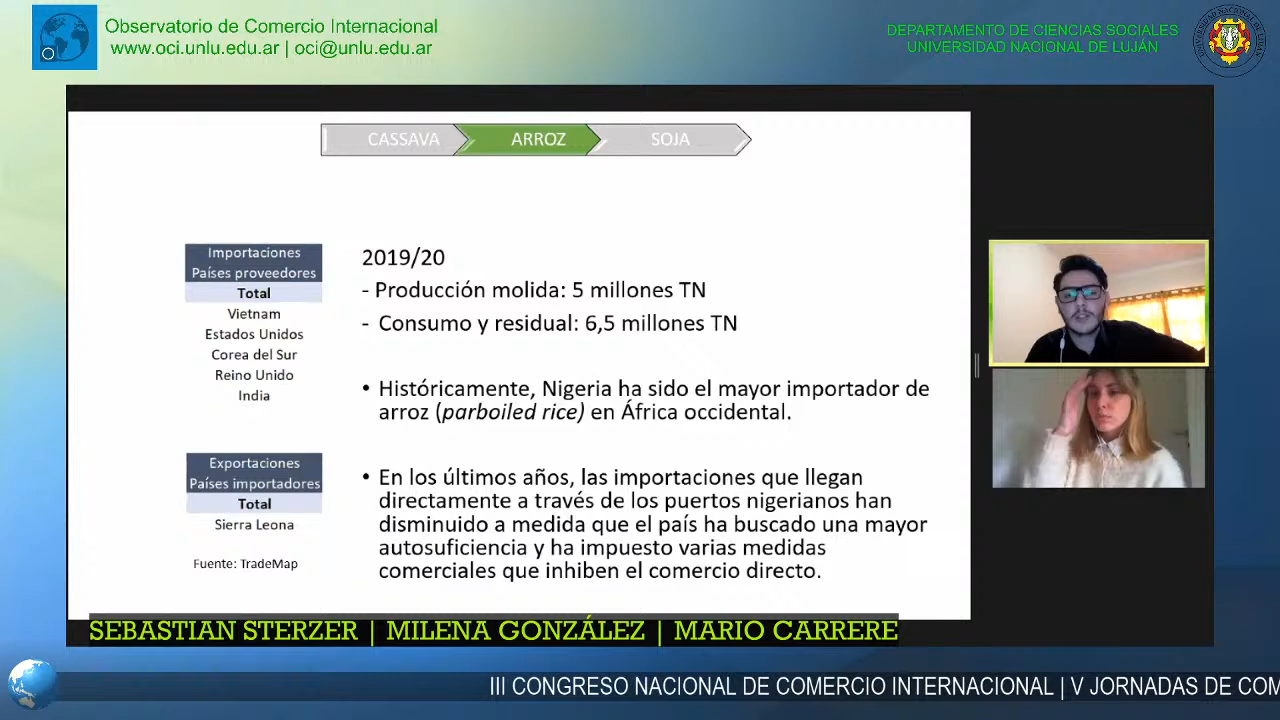 Observatorio de Comercio Internacional
www.oci.unlu.edu.ar | oci@unlu.edu.ar
DEPARTAMENTO DE CIENCIAS SOCIALES
UNIVERSIDAD NACIONAL DE LUJÁN
CASSAVA
ARROZ
SOJA
Importaciones
Países proveedores
Total
Vietnam
Estados Unidos
Corea del Sur
Reino Unido
India
Exportaciones
Países importadores
Total
Sierra Leona
Fuente: TradeMap
2019/20
- Producción molida: 5 millones TN
- Consumo y residual: 6,5 millones TN
• Históricamente, Nigeria ha sido el mayor importador de
arroz (parboiled rice) en África occidental.
• En los últimos años, las importaciones que llegan
directamente a través de los puertos nigerianos han
disminuido a medida que el país ha buscado una mayor
autosuficiencia y ha impuesto varias medidas
comerciales que inhiben el comercio directo.
SEBASTIAN STERZER | MILENA GONZÁLEZ | MARIO CARRERE
III CONGRESO NACIONAL DE COMERCIO INTERNACIONAL | V JORNADAS DE COM